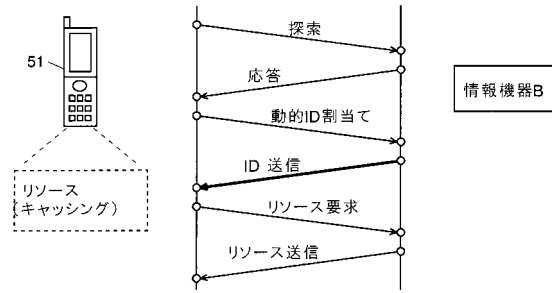 探索
51
応答
情報機器B
動的ID割当て
ID 送信
リソース
(キャッシング)
リソース要求
リソース送信